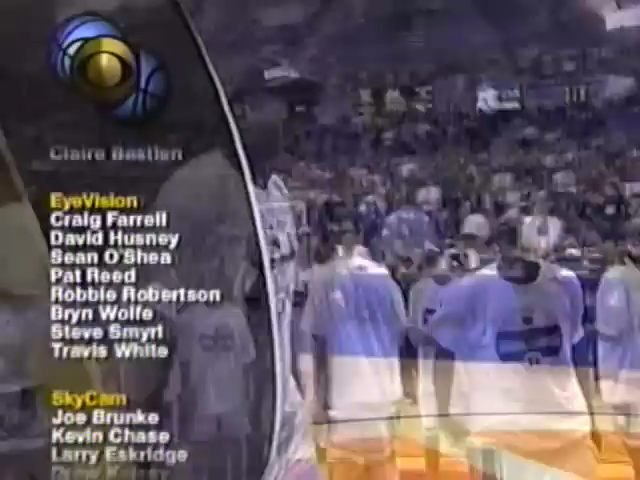 Claire Bastien
EyeVision
Craig Farrell
David Husney
Sean O'Shea
Pat Reed
Robbie Robertson
Bryn Wolfe
Steve Smyrl
Travis White
SkyCam
Joe Brunke
Kevin Chase
Larry Eskridge